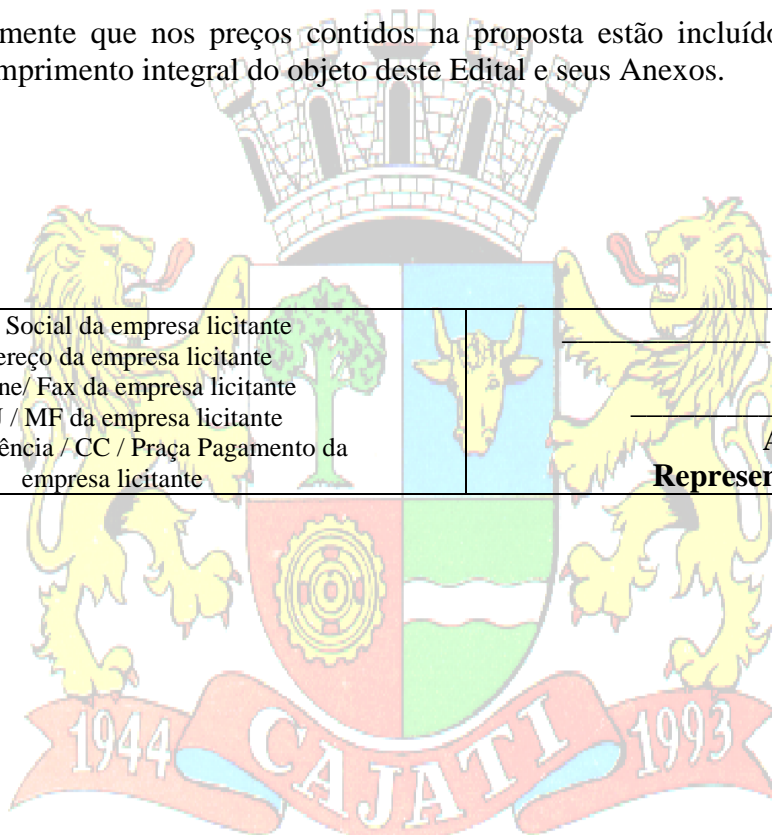 mente que nos preços contidos na proposta estão incluído
mprimento integral do objeto deste Edital e seus Anexos.
Social da empresa licitante
ereço da empresa licitante
ne/ Fax da empresa licitante
J / MF da empresa licitante
ência / CC / Praça Pagamento da
empresa licitante
A
Represen
1944 CAJATI 1993